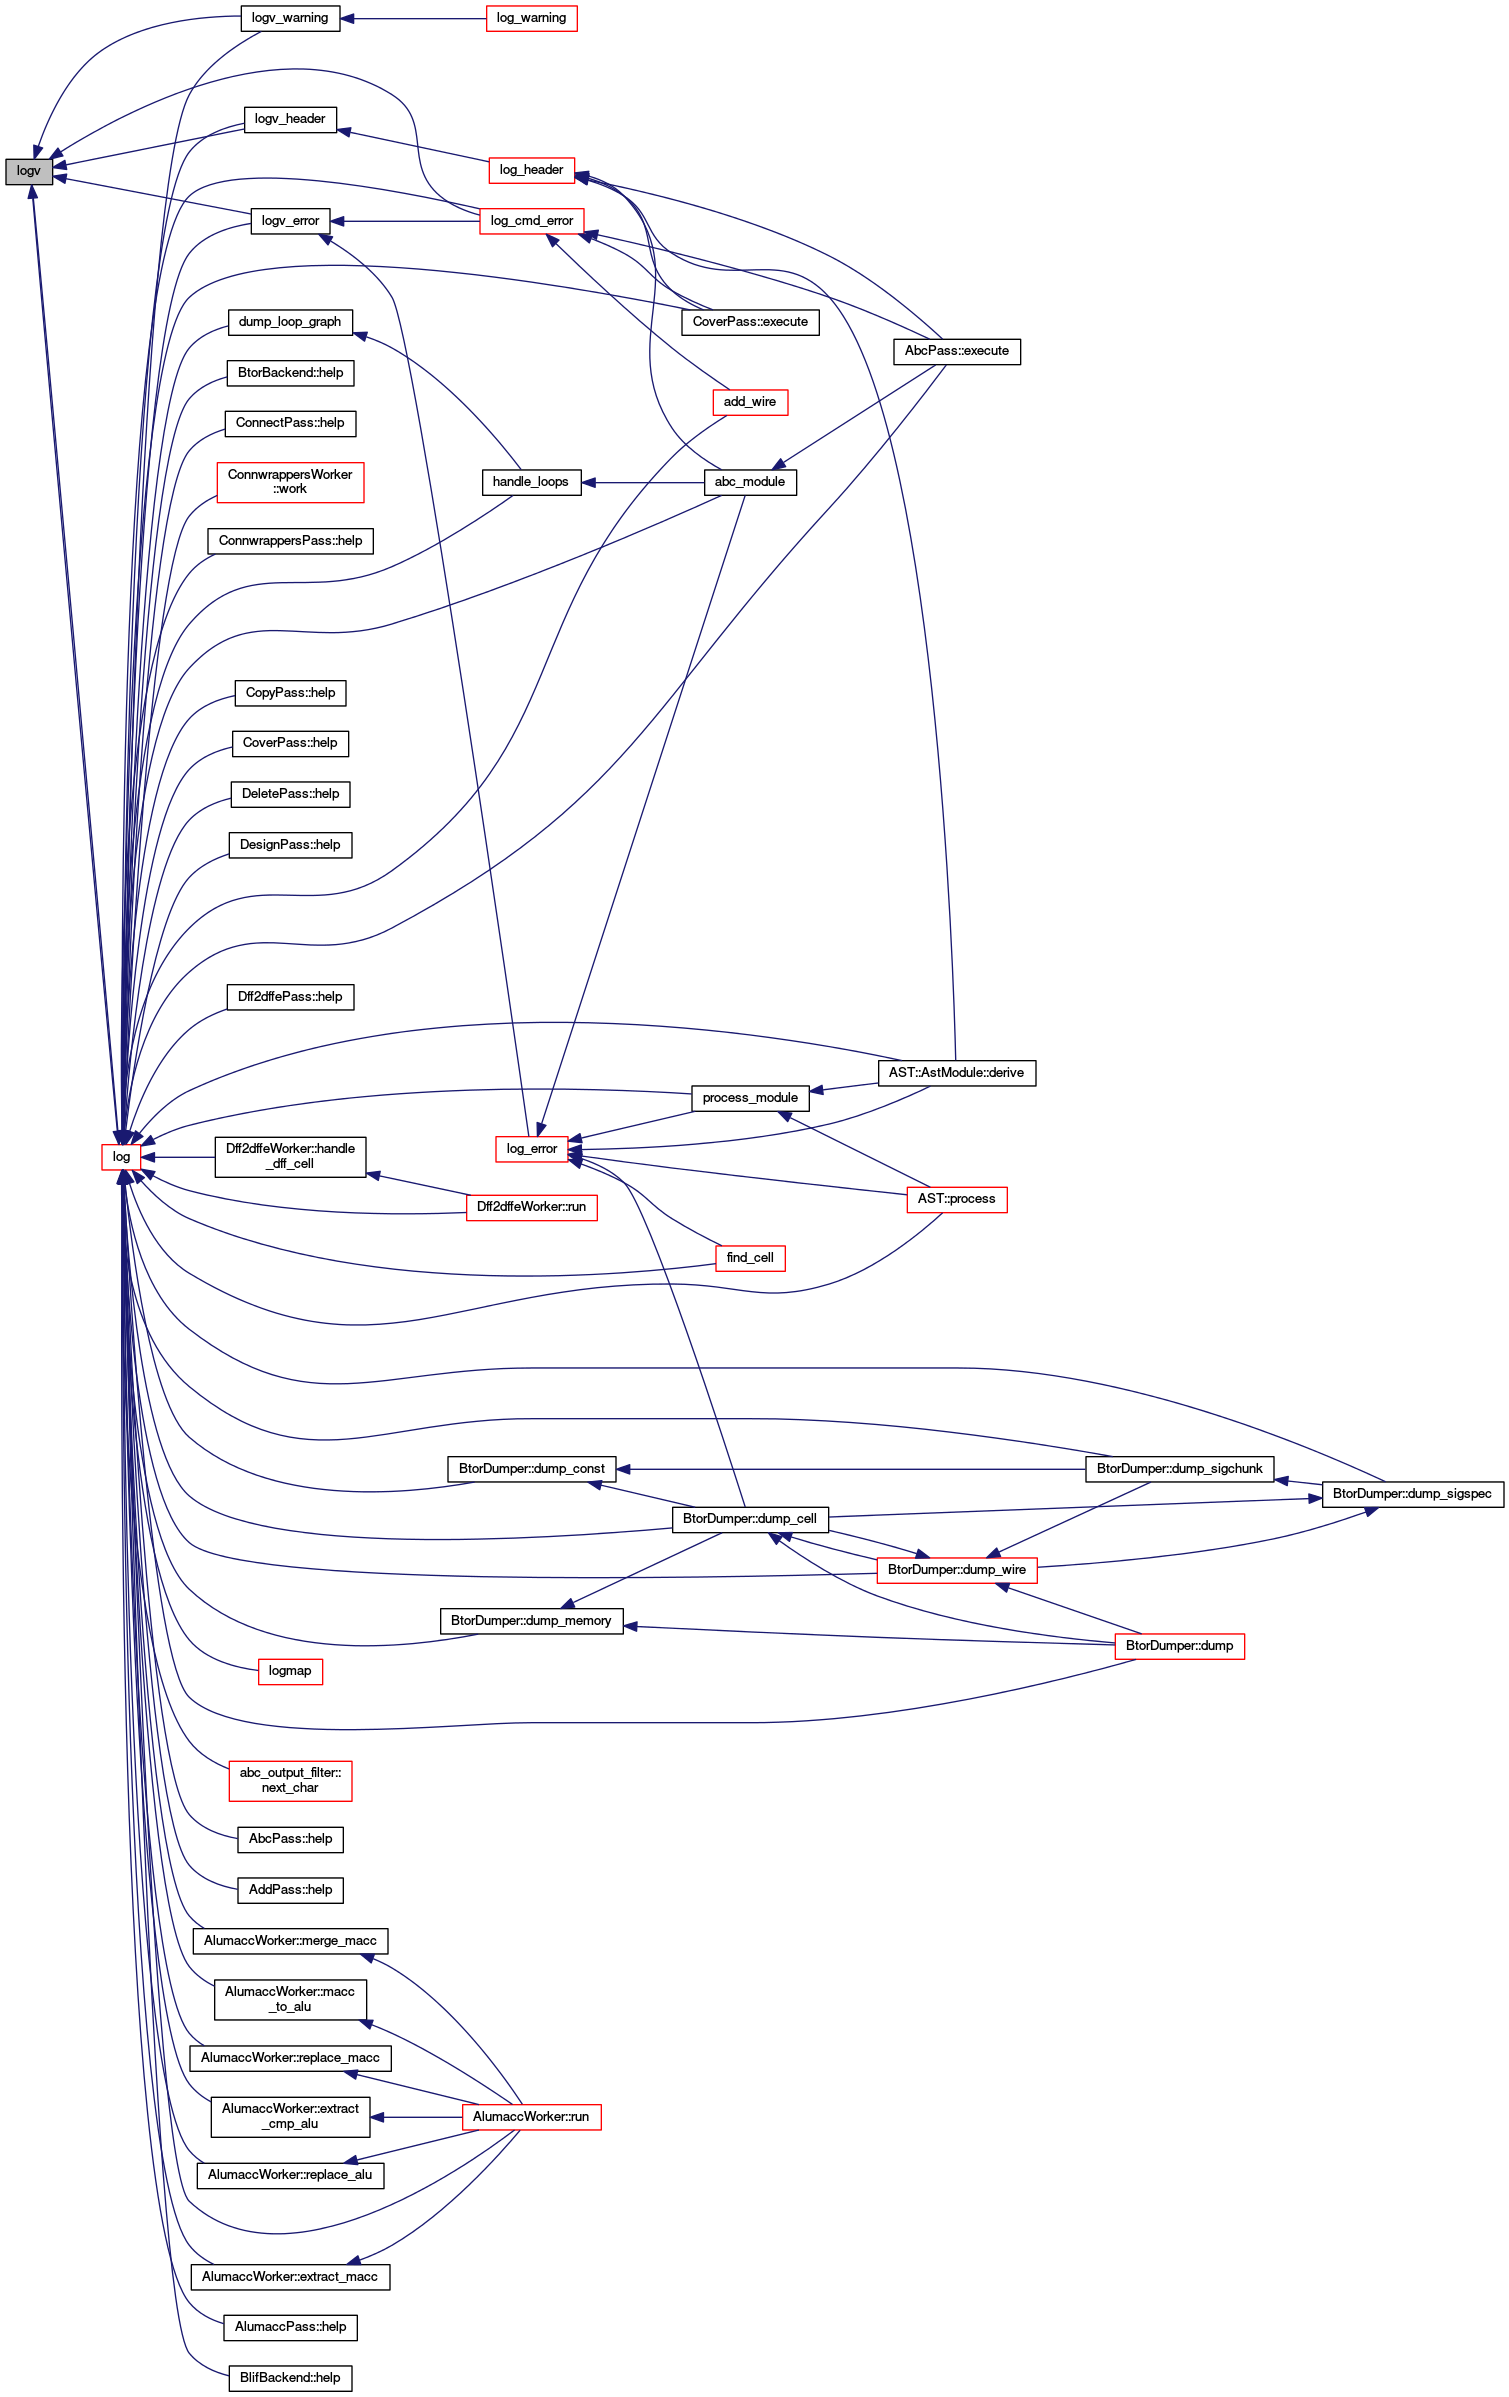 logv_warning
log_warning
logv_header
logv
log_header
logv_error
log_cmd_error
dump_loop_graph
CoverPass::execute
AbcPass::execute
BtorBackend::help
add_wire
ConnectPass::help
ConnwrappersWorker
::work
handle_loops
abc_module
ConnwrappersPass::help
CopyPass::help
CoverPass::help
DeletePass::help
DesignPass::help
Dff2dffePass::help
AST::AstModule::derive
process_module
log_error
log
Dff2dffeWorker::handle
_dff_cell
AST::process
Dff2dffeWorker::run
find_cell
BtorDumper::dump_const
BtorDumper::dump_sigchunk
BtorDumper::dump_sigspec
BtorDumper::dump_cell
BtorDumper::dump_wire
BtorDumper::dump_memory
BtorDumper::dump
logmap
abc_output_filter::
next_char
AbcPass::help
AddPass::help
AlumaccWorker::merge_macc
AlumaccWorker::macc
_to_alu
AlumaccWorker::replace_macc
AlumaccWorker::extract
_cmp_alu
AlumaccWorker::run
AlumaccWorker::replace_alu
AlumaccWorker::extract_macc
AlumaccPass::help
BlifBackend::help